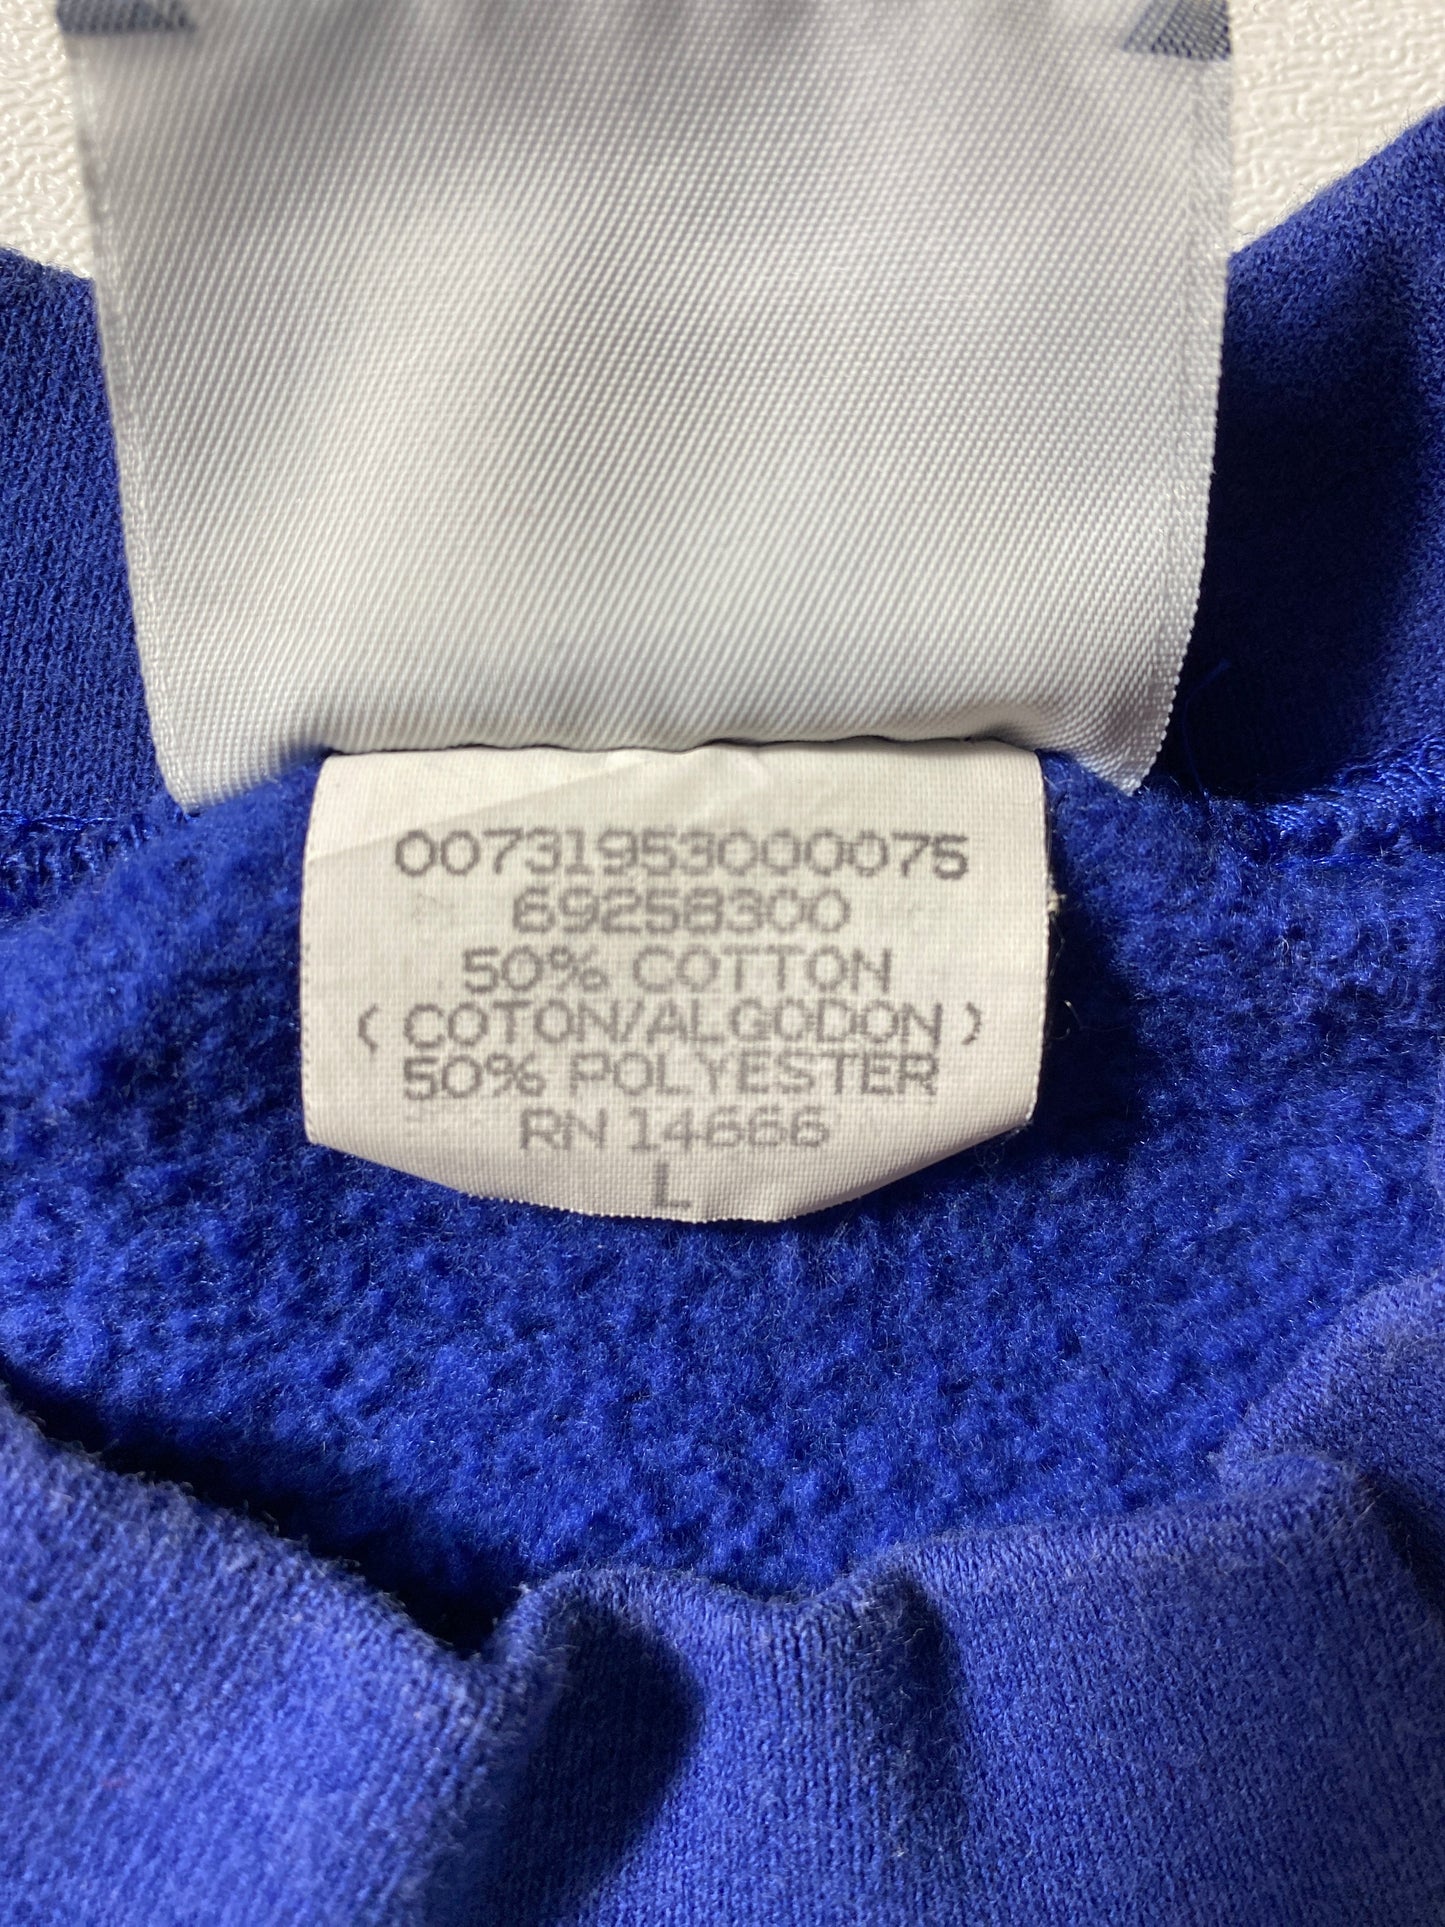 00731953000075
69258300
50% COTTON
( COTON/ALGODON )
50% POLYESTER
RN 14666
L